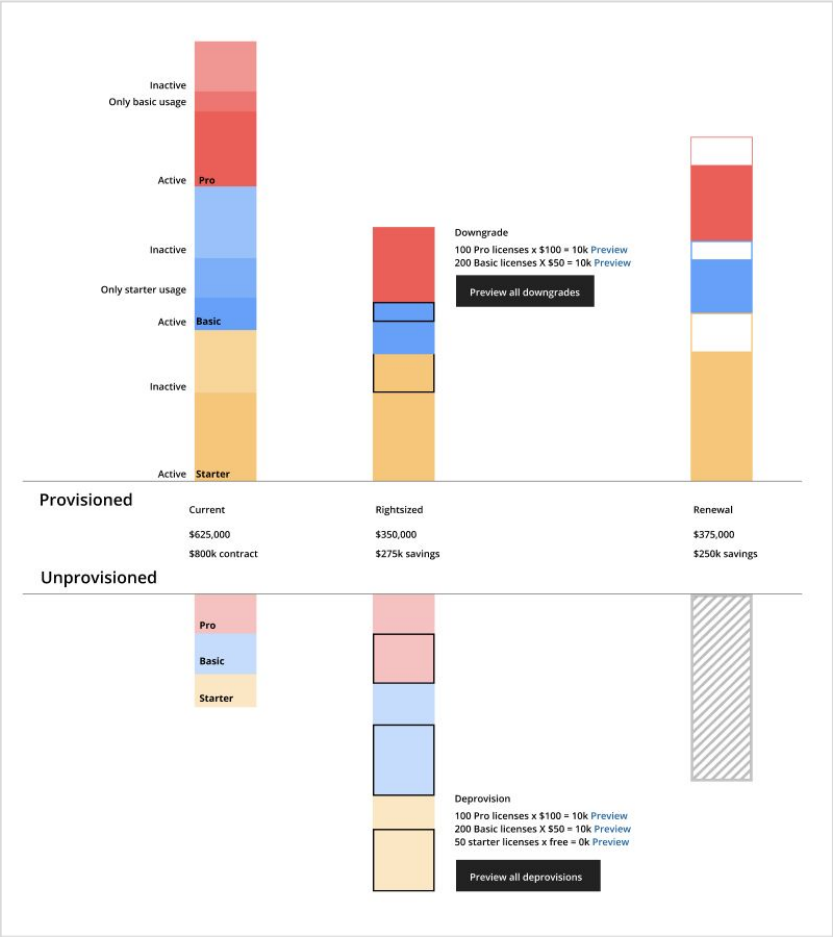 Inactive
Only basic usage
Active Pro
Inactive
Only starter usage
Active Basic
Inactive
Active Starter
Downgrade
100 Pro licenses x $100 = 10k Preview
200 Basic licenses X $50 = 10k Preview
Preview all downgrades
Provisioned
Current
$625,000
$800k contract
Rightsized
$350,000
$275k savings
Renewal
$375,000
$250k savings
Unprovisioned
Pro
Basic
Starter
Deprovision
100 Pro licenses x $100 = 10k Preview
200 Basic licenses X $50 = 10k Preview
50 starter licenses x free = 0k Preview
Preview all deprovisions